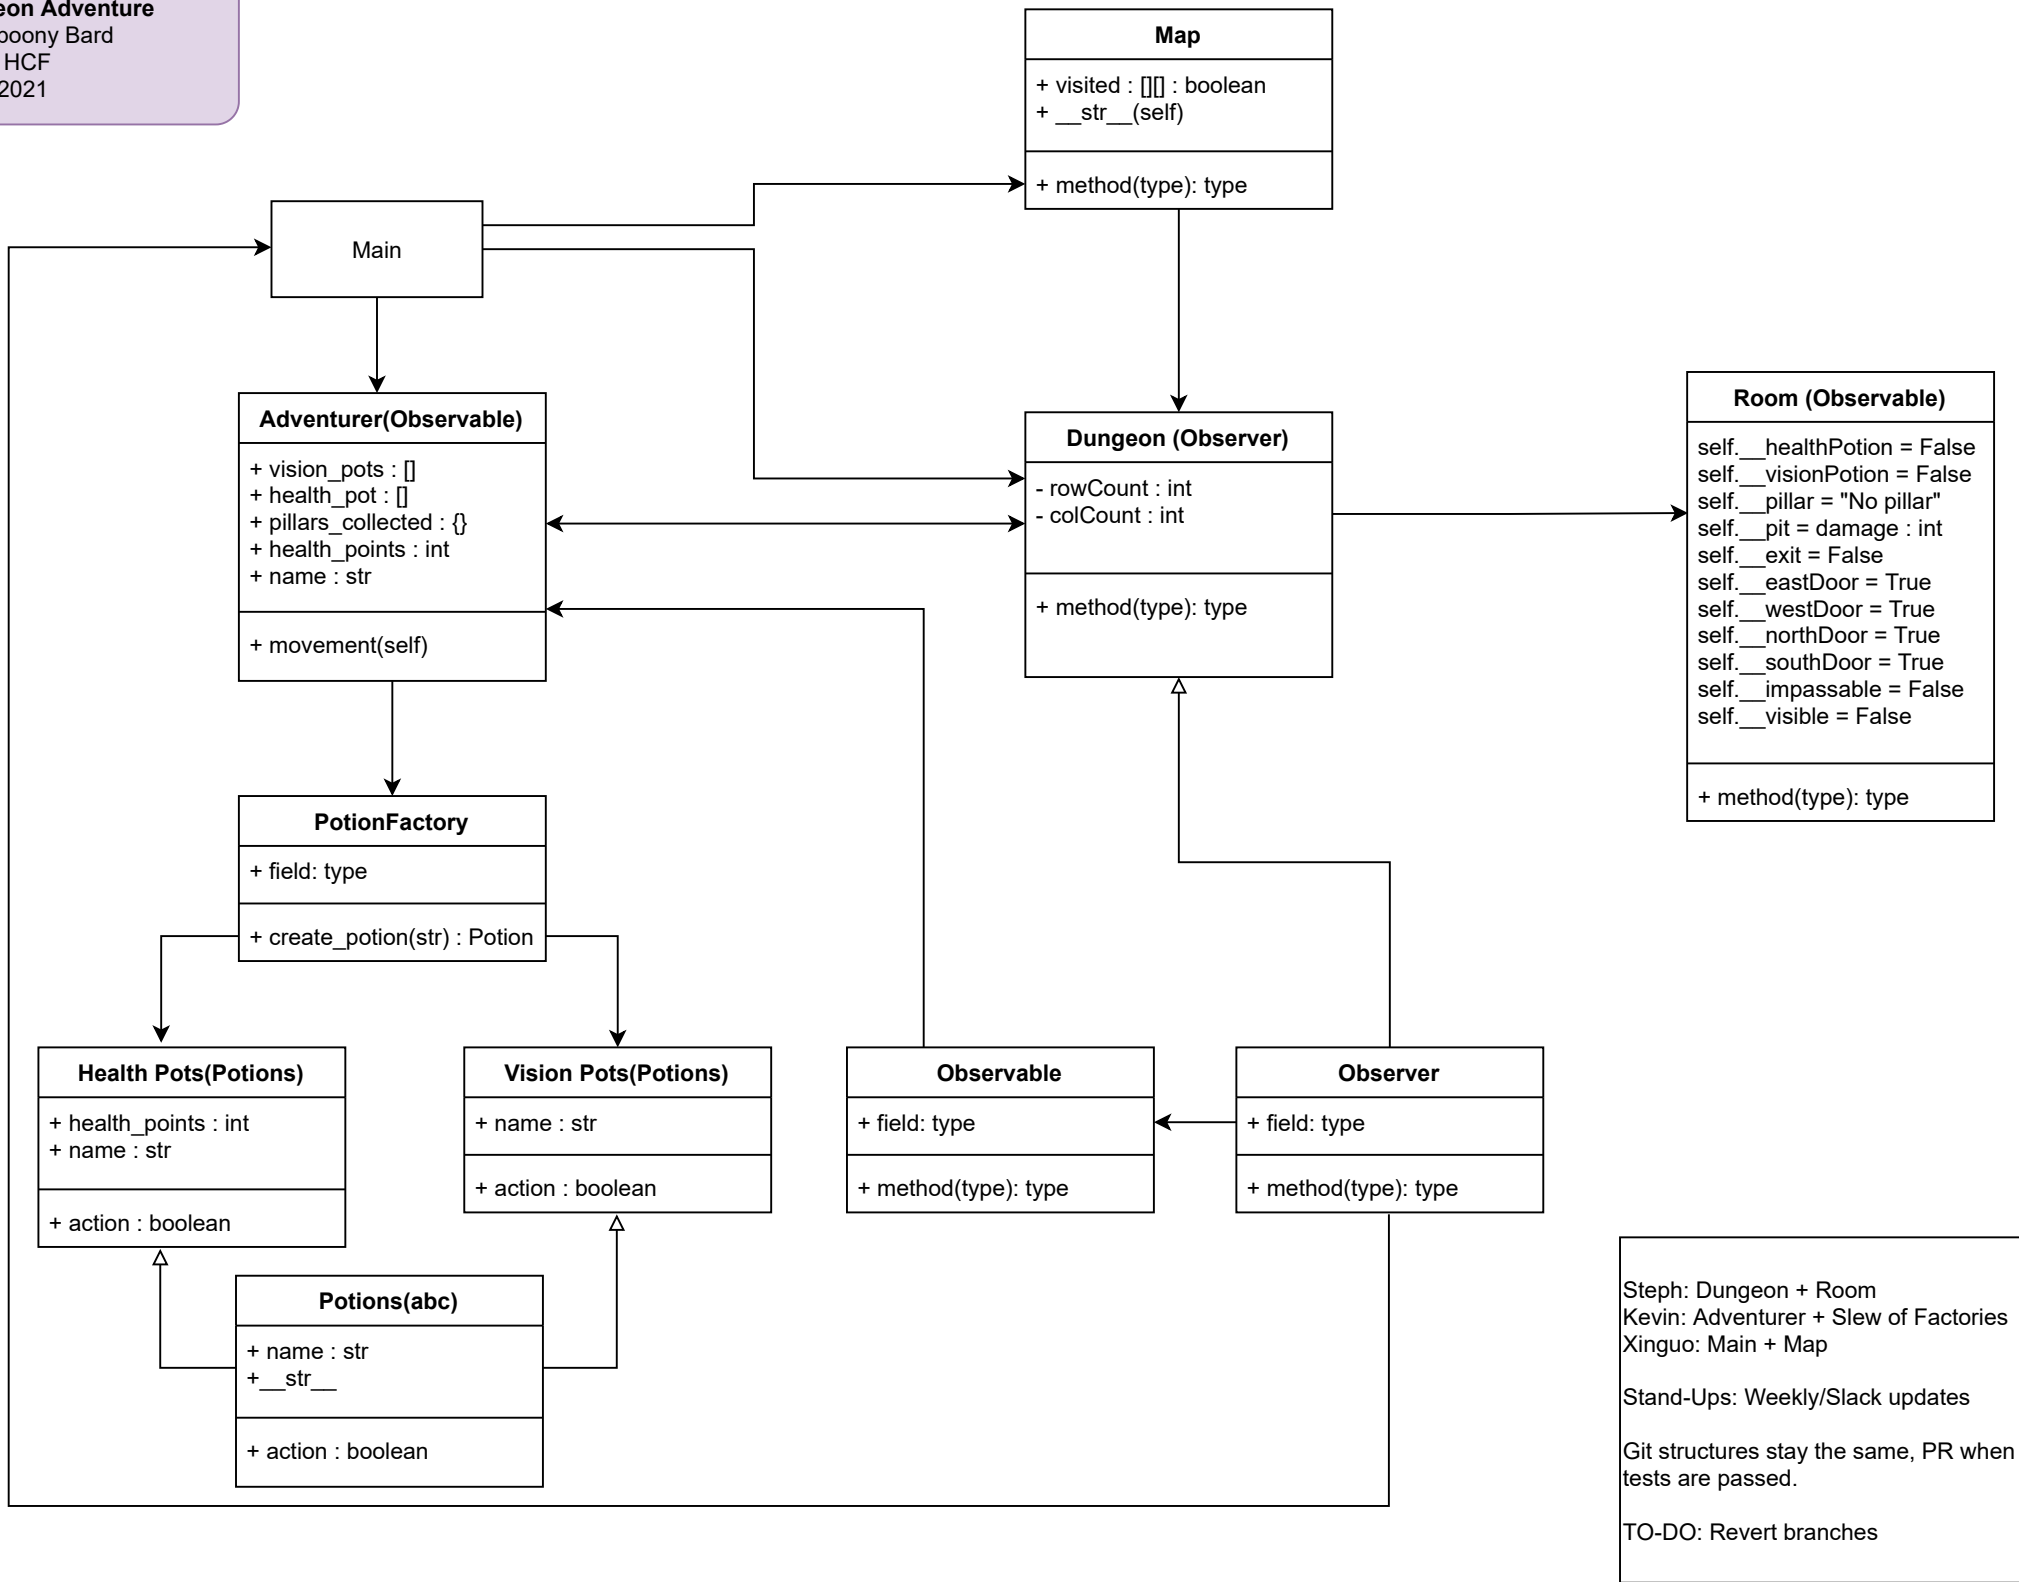 Adventure
Bard
HCF
2021
Map
+ visited : [][] : boolean
+ __str__(self)
+ method(type): type
Main
Adventurer(Observable)
+ vision_pots : []
+ health_pot : []
+ pillars_collected : {}
+ health_points : int
+ name : str
+ movement(self)
Dungeon (Observer)
- rowCount : int
- colCount : int
+ method(type): type
Room (Observable)
self.__healthPotion = False
self.__visionPotion = False
self.__pillar = "No pillar"
self.__pit = damage : int
self.__exit = False
self.__eastDoor = True
self.__westDoor = True
self.__northDoor = True
self.__southDoor = True
self.__impassable = False
self.__visible = False
+ method(type): type
PotionFactory
+ field: type
+ create_potion(str) : Potion
Health Pots(Potions)
+ health_points : int
+ name : str
+ action : boolean
Vision Pots(Potions)
+ name : str
+ action : boolean
Observable
+ field: type
+ method(type): type
Observer
+ field: type
+ method(type): type
Potions(abc)
+ name : str
+__str__
+ action : boolean
Steph: Dungeon + Room
Kevin: Adventurer + Slew of Factories
Xinguo: Main + Map
Stand-Ups: Weekly/Slack updates
Git structures stay the same, PR when
tests are passed.
TO-DO: Revert branches